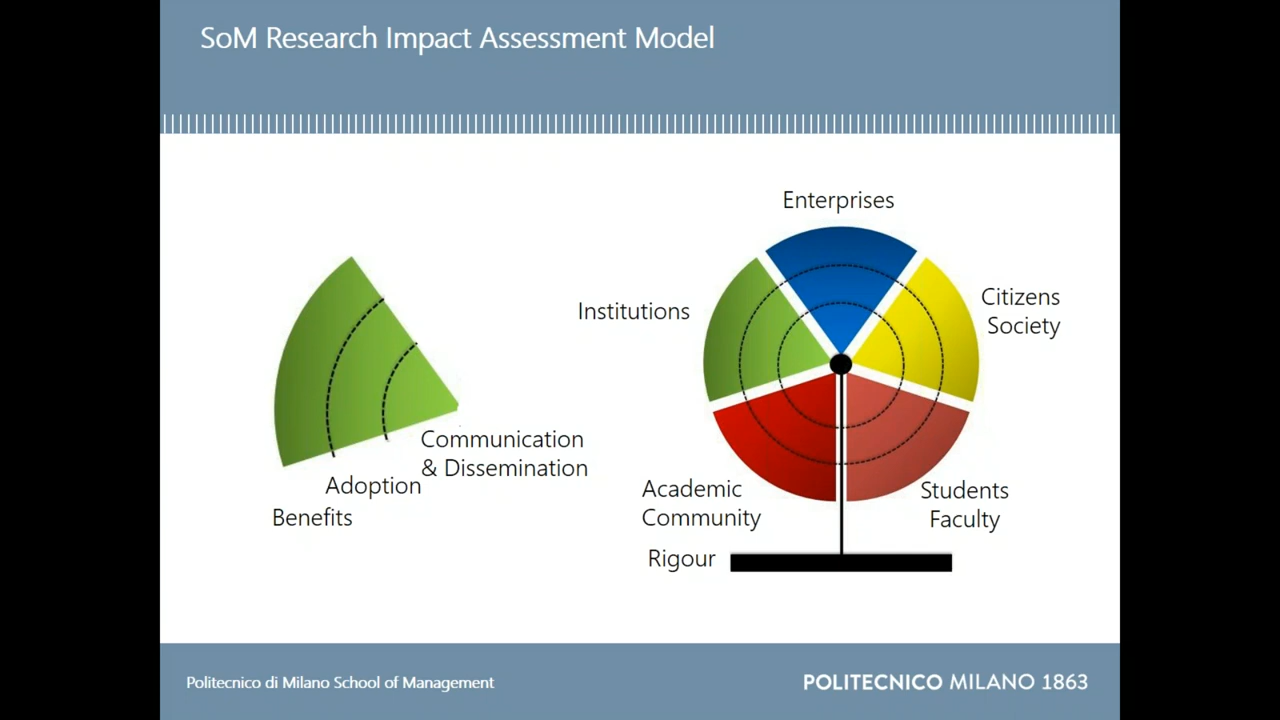 SoM Research Impact Assessment Model
Enterprises
Institutions
Citizens
Society
Communication
& Dissemination
Adoption
Benefits
Academic
Community
Students
Faculty
Rigour
Politecnico di Milano School of Management
POLITECNICO MILANO 1863